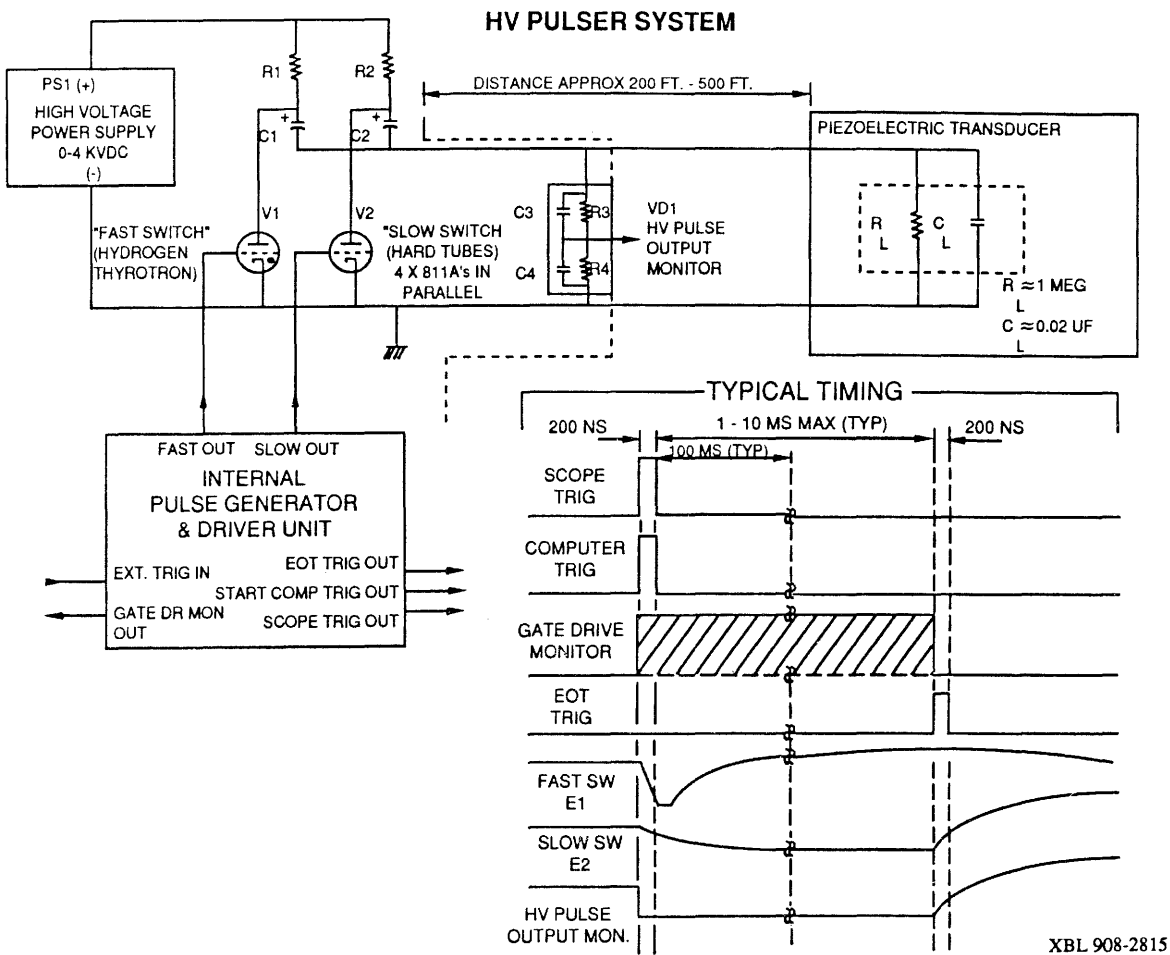 HV PULSER SYSTEM
PS1 (+)
HIGH VOLTAGE
POWER SUPPLY
0-4 KVDC
(-)
R1
R2
+
C1
+
C2
DISTANCE APPROX 200 FT. - 500 FT.
PIEZOELECTRIC TRANSDUCER
V1
V2
"FAST SWITCH"
(HYDROGEN
THYROTRON)
"SLOW SWITCH
(HARD TUBES)
4 X 811A's IN
PARALLEL
C3
R3
C4
R4
VD1
HV PULSE
OUTPUT
MONITOR
R
L
C
L
R ≈1 MEG
L
C ≈0.02 UF
L
FAST OUT
SLOW OUT
INTERNAL
PULSE GENERATOR
& DRIVER UNIT
EXT. TRIG IN
GATE DR MON
OUT
EOT TRIG OUT
START COMP TRIG OUT
SCOPE TRIG OUT
TYPICAL TIMING
200 NS
1 - 10 MS MAX (TYP)
200 NS
100 MS (TYP)
SCOPE
TRIG
COMPUTER
TRIG
GATE DRIVE
MONITOR
EOT
TRIG
FAST SW
E1
SLOW SW
E2
HV PULSE
OUTPUT MON.
XBL 908-2815